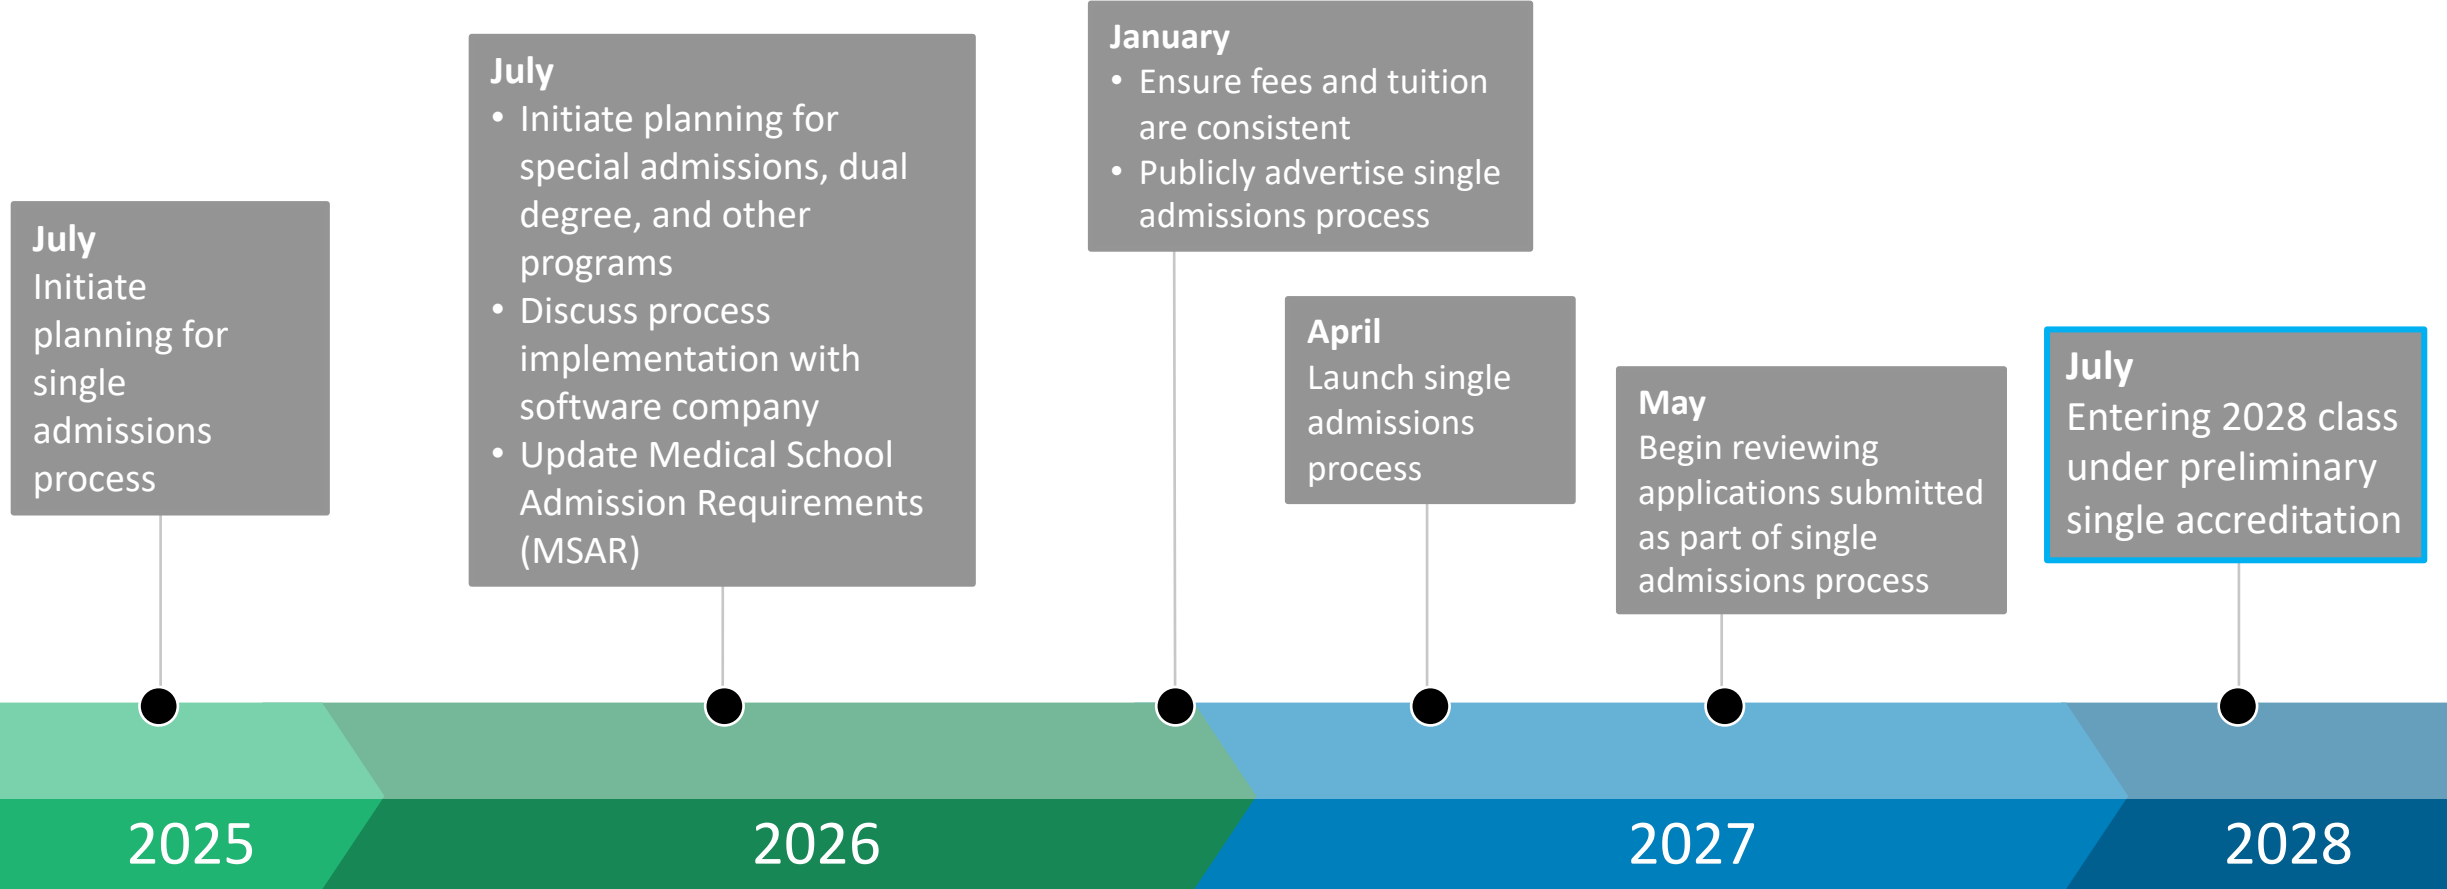 July
Initiate
planning for
single
admissions
process
July
• Initiate planning for
special admissions, dual
degree, and other
programs
• Discuss process
implementation with
software company
• Update Medical School
Admission Requirements
(MSAR)
January
• Ensure fees and tuition
are consistent
• Publicly advertise single
admissions process
April
Launch single
admissions
process
May
Begin reviewing
applications submitted
as part of single
admissions process
July
Entering 2028 class
under preliminary
single accreditation
2025
2026
2027
2028